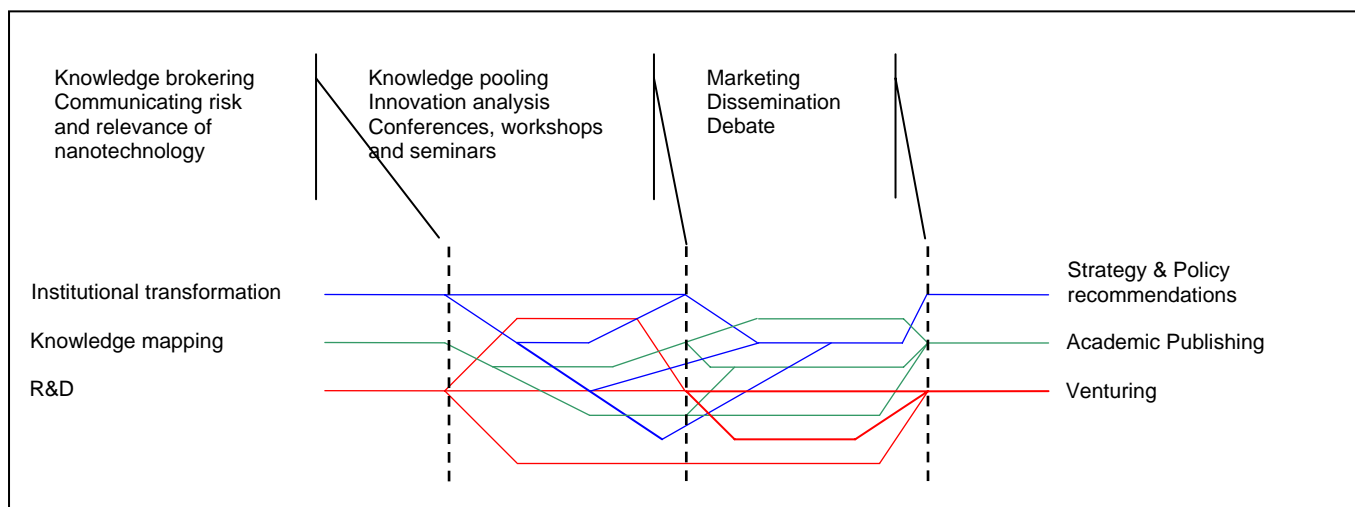 Knowledge brokering
Communicating risk
and relevance of
nanotechnology
Knowledge pooling
Innovation analysis
Conferences, workshops
and seminars
Marketing
Dissemination
Debate
Institutional transformation
Knowledge mapping
R&D
Strategy & Policy
recommendations
Academic Publishing
Venturing